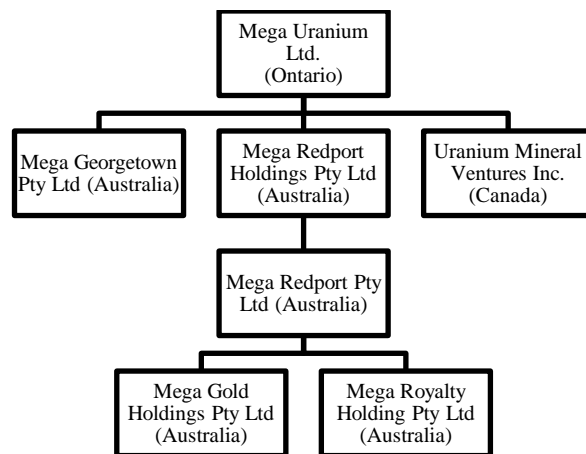 Mega Uranium
Ltd.
(Ontario)
Mega Georgetown
Pty Ltd (Australia)
Mega Redport
Holdings Pty Ltd
(Australia)
Uranium Mineral
Ventures Inc.
(Canada)
Mega Redport Pty
Ltd (Australia)
Mega Gold
Holdings Pty Ltd
(Australia)
Mega Royalty
Holding Pty Ltd
(Australia)